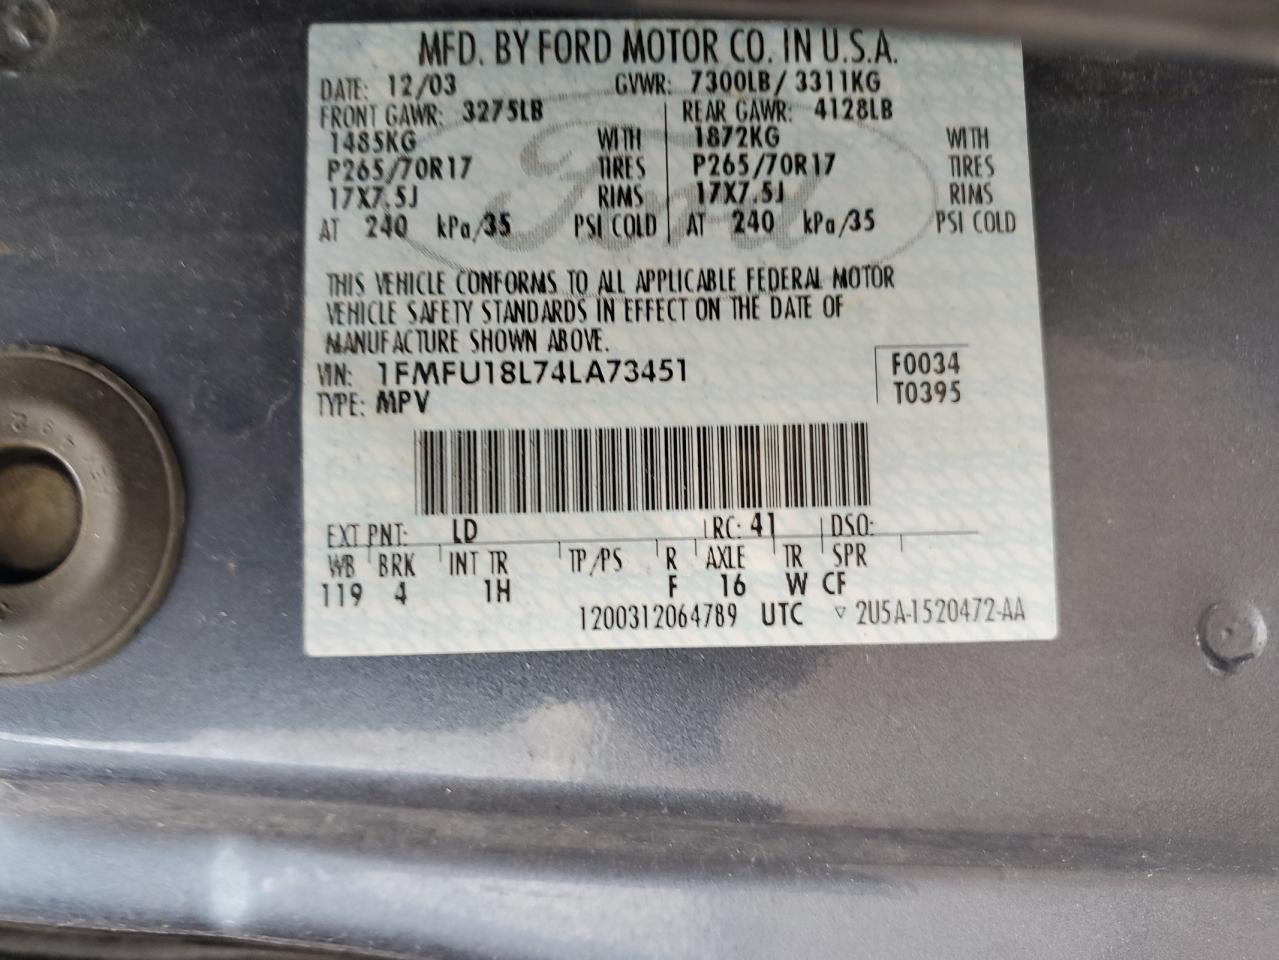 MFD. BY FORD MOTOR CO. IN U.S.A.
DATE: 12/03 GVWR: 7300LB/ 3311KG
FRONT GAWR: 3275LB REAR GAWR: 4128LB
1485KG WITH 1872KG WITH
P265/70R17 TIRES P265/70R17 TIRES
17X7.5J RIMS 17X7.5J RIMS
AT 240 kPa/35 PSI COLD AT 240 kPa/35 PSI COLD
Ford
THIS VEHICLE CONFORMS TO ALL APPLICABLE FEDERAL MOTOR
VEHICLE SAFETY STANDARDS IN EFFECT ON THE DATE OF
MANUFACTURE SHOWN ABOVE.
VIN: 1FMFU18L74LA73451 F0034
TYPE: MPV T0395
EXT PNT: LD RC: 41 DSO:
WB BRK INT TR TP/PS R AXLE TR SPR
119 4 1H F 16 W CF
1200312064789 UTC ▽ 2U5A-1520472-AA